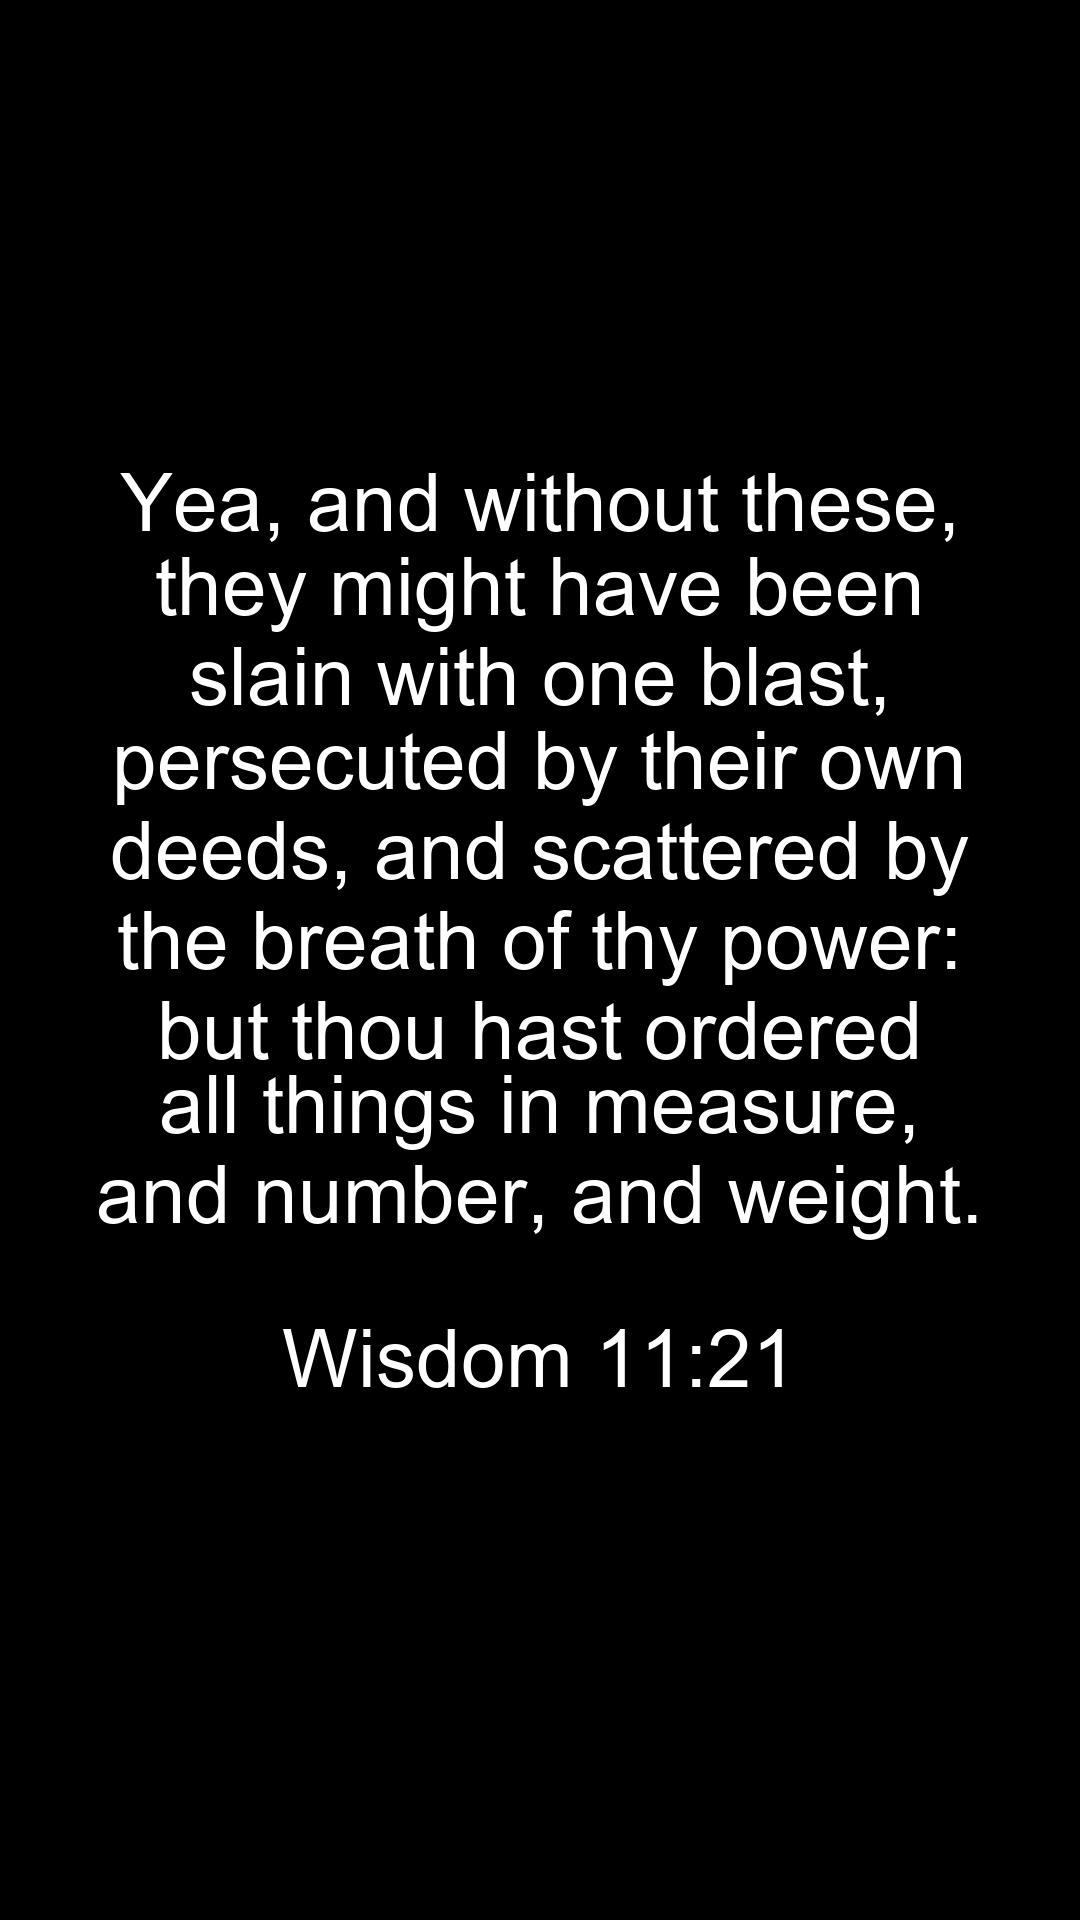 Yea, and without these,
they might have been
slain with one blast,
persecuted by their own
deeds, and scattered by
the breath of thy power:
but thou hast ordered
all things in measure,
and number, and weight.
Wisdom 11:21